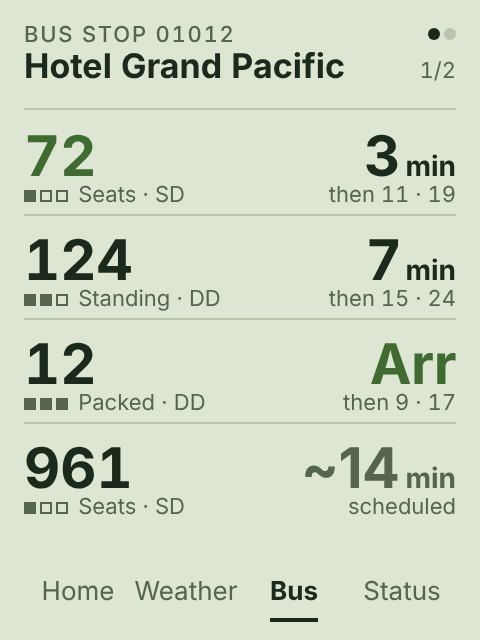 BUS STOP 01012
Hotel Grand Pacific
1/2
72
3 min
Seats · SD
then 11 · 19
124
7 min
Standing · DD
then 15 · 24
12
Arr
Packed · DD
then 9 · 17
961
~14 min
Seats · SD
scheduled
Home Weather Bus Status